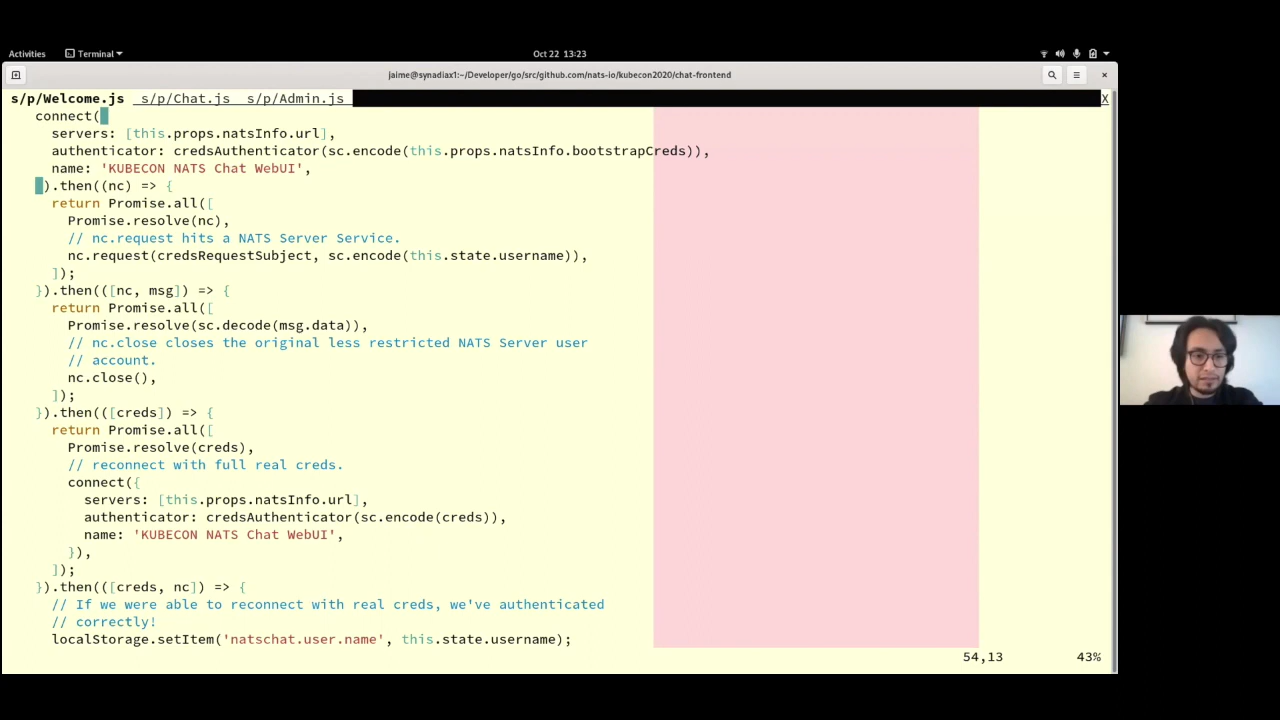 Activities Terminal Oct 22 13:23
jaime@synadiax1:~/Developer/go/src/github.com/nats-io/kubecon2020/chat-frontend
s/p/Welcome.js s/p/Chat.js s/p/Admin.js X
connect({
servers: [this.props.natsInfo.url],
authenticator: credsAuthenticator(sc.encode(this.props.natsInfo.bootstrapCreds)),
name: 'KUBECON NATS Chat WebUI',
}).then((nc) => {
return Promise.all([
Promise.resolve(nc),
// nc.request hits a NATS Server Service.
nc.request(credsRequestSubject, sc.encode(this.state.username)),
]);
}).then(([nc, msg]) => {
return Promise.all([
Promise.resolve(sc.decode(msg.data)),
// nc.close closes the original less restricted NATS Server user
// account.
nc.close(),
]);
}).then(([creds]) => {
return Promise.all([
Promise.resolve(creds),
// reconnect with full real creds.
connect({
servers: [this.props.natsInfo.url],
authenticator: credsAuthenticator(sc.encode(creds)),
name: 'KUBECON NATS Chat WebUI',
}),
]);
}).then(([creds, nc]) => {
// If we were able to reconnect with real creds, we've authenticated
// correctly!
localStorage.setItem('natschat.user.name', this.state.username);
54,13 43%